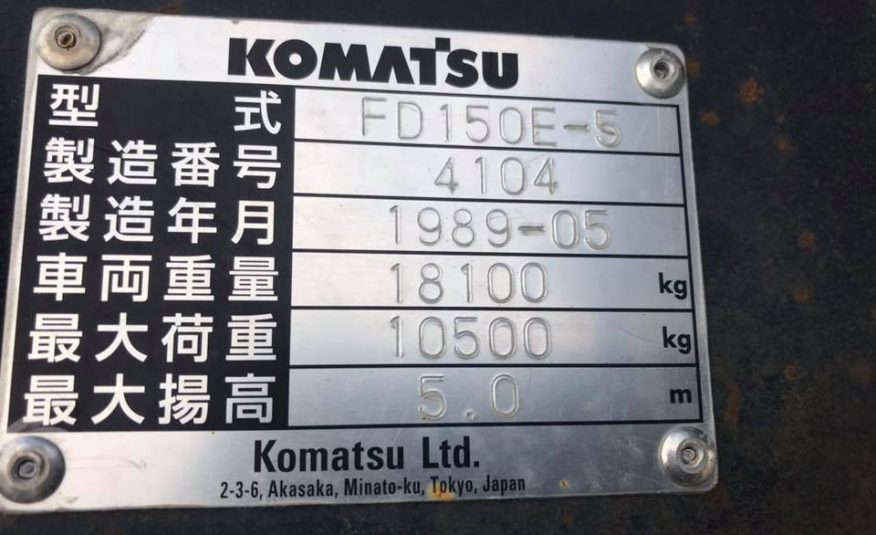 KOMATSU
型式 FD150E-5
製造番号 4104
製造年月 1989-05
車両重量 18100 kg
最大荷重 10500 kg
最大揚高 5.0 m
Komatsu Ltd.
2-3-6, Akasaka, Minato-ku, Tokyo, Japan